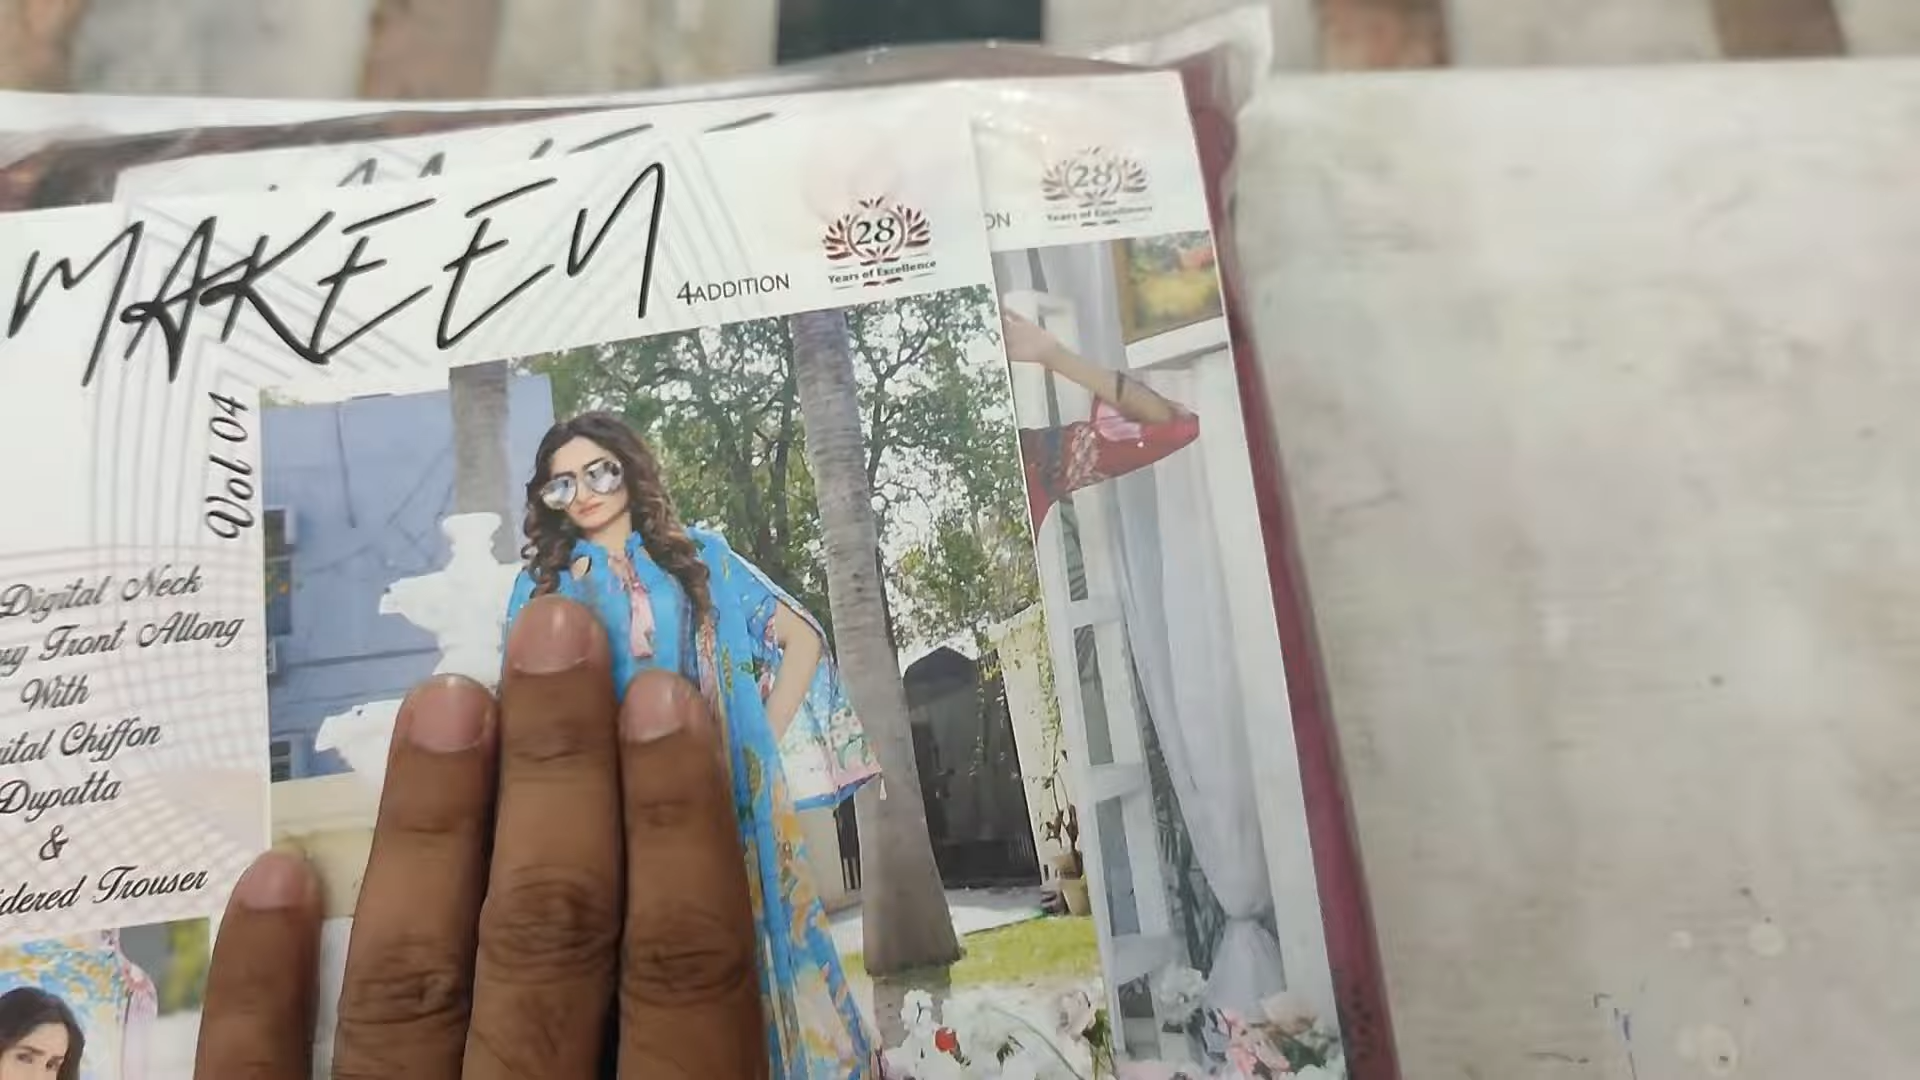 MAKEEN
4ADDITION
28
Years of Excellence
ON
28
Years of Excellence
Vol 04
Digital Neck
Front Allong
With
Chiffon
Dupatta
&
Trouser